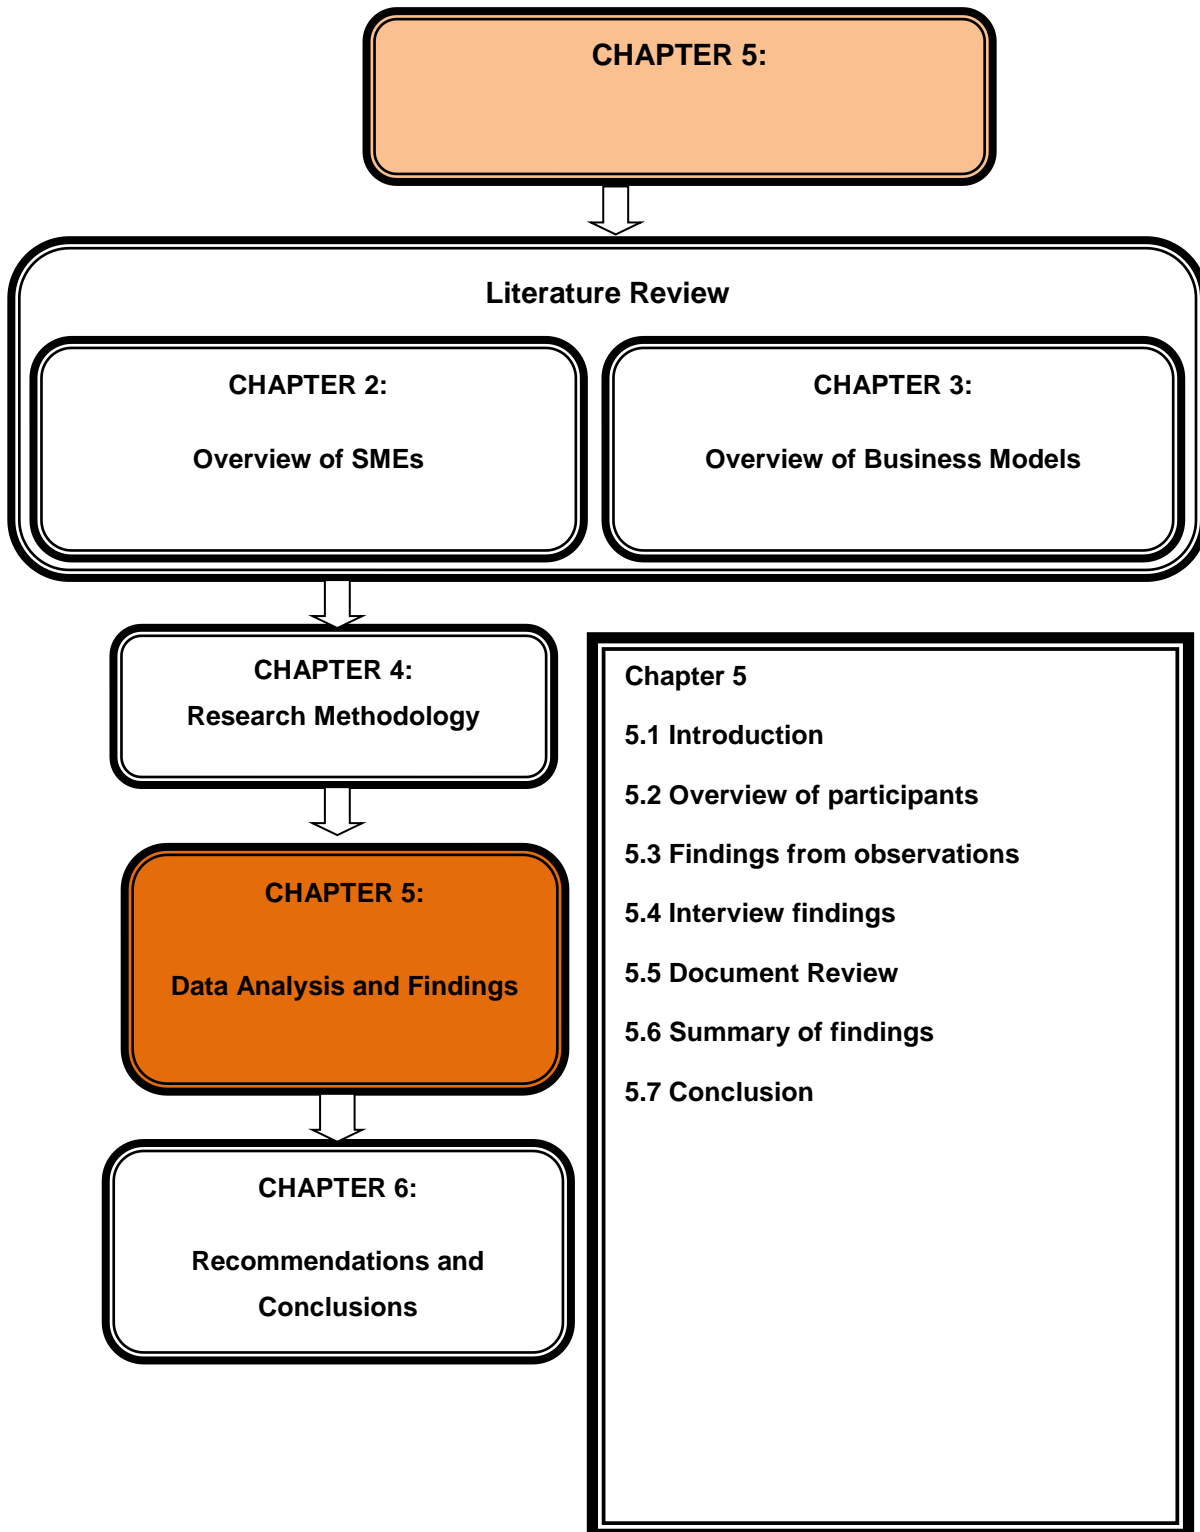 CHAPTER 5:
Literature Review
CHAPTER 2:
Overview of SMEs
CHAPTER 3:
Overview of Business Models
CHAPTER 4:
Research Methodology
CHAPTER 5:
Data Analysis and Findings
CHAPTER 6:
Recommendations and
Conclusions
Chapter 5
5.1 Introduction
5.2 Overview of participants
5.3 Findings from observations
5.4 Interview findings
5.5 Document Review
5.6 Summary of findings
5.7 Conclusion